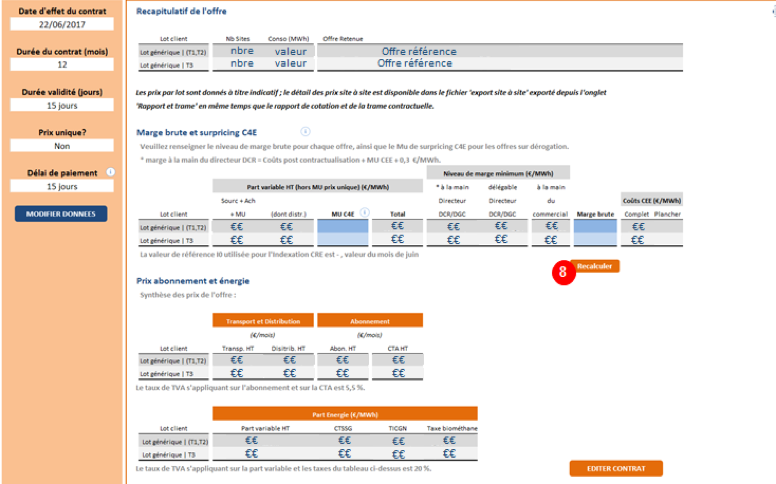 Date d'effet du contrat
22/06/2017
Durée du contrat (mois)
12
Durée validité (jours)
15 jours
Prix unique?
Non
Délai de paiement
15 jours
MODIFIER DONNEES
Recapitulatif de l'offre
Lot client Nb Sites Conso (MWh) Offre Retenue
Lot générique | (T1,T2) nbre valeur Offre référence
Lot générique | T3 nbre valeur Offre référence
Les prix par lot sont donnés à titre indicatif ; le détail des prix site à site est disponible dans le fichier 'export site à site' exporté depuis l'onglet
'Rapport et trame" en même temps que le rapport de cotation et de la trame contractuelle.
Marge brute et surpricing C4E
Veuillez renseigner le niveau de marge brute pour chaque offre, ainsi que le Mu de surpricing C4E pour les offres sur dérogation.
* marge à la main du directeur DCR = Coûts post contractualisation + MU CEE + 0,3 €/MWh.
Niveau de marge minimum (€/MWh)
Part variable HT (hors MU prix unique) (€/MWh) * à la main délégable à la main
Sourc + Ach Directeur Directeur du Coûts CEE (€/MWh)
Lot client + MU (dont distr.) MU C4E Total DCR/DGC DCR/DGC commercial Marge brute Complet Plancher
Lot générique | (T1,T2) €€ €€ €€ €€ €€ €€ €€
Lot générique | T3 €€ €€ €€ €€ €€ €€ €€
La valeur de référence I0 utilisée pour l'Indexation CRE est - , valeur du mois de juin
8 Recalculer
Prix abonnement et énergie
Synthèse des prix de l'offre :
Transport et Distribution Abonnement
(€/mois) (€/mois)
Lot client Transp. HT Disitrib. HT Abon. HT CTA HT
Lot générique | (T1,T2) €€ €€ €€ €€
Lot générique | T3 €€ €€ €€ €€
Le taux de TVA s'appliquant sur l'abonnement et sur la CTA est 5,5 %.
Part Energie (€/MWh)
Lot client Part variable HT CTSSG TICGN Taxe biométhane
Lot générique | (T1,T2) €€ €€ €€ €€
Lot générique | T3 €€ €€ €€ €€
Le taux de TVA s'appliquant sur la part variable et les taxes du tableau ci-dessus est 20 %.
EDITER CONTRAT